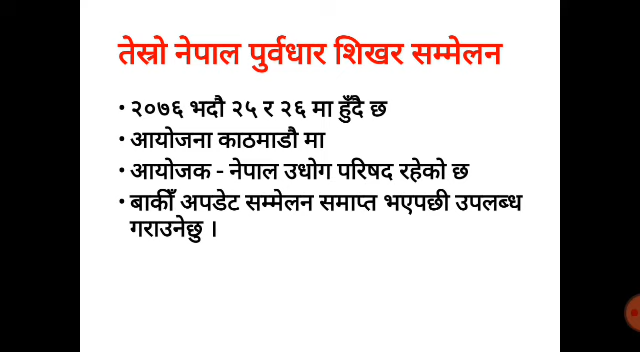 तेस्रो नेपाल पुर्वधार शिखर सम्मेलन
• २०७६ भदौ २५ र २६ मा हुँदै छ
• आयोजना काठमाडौ मा
• आयोजक - नेपाल उधोग परिषद रहेको छ
• बाकीँ अपडेट सम्मेलन समाप्त भएपछी उपलब्ध
गराउनेछु ।